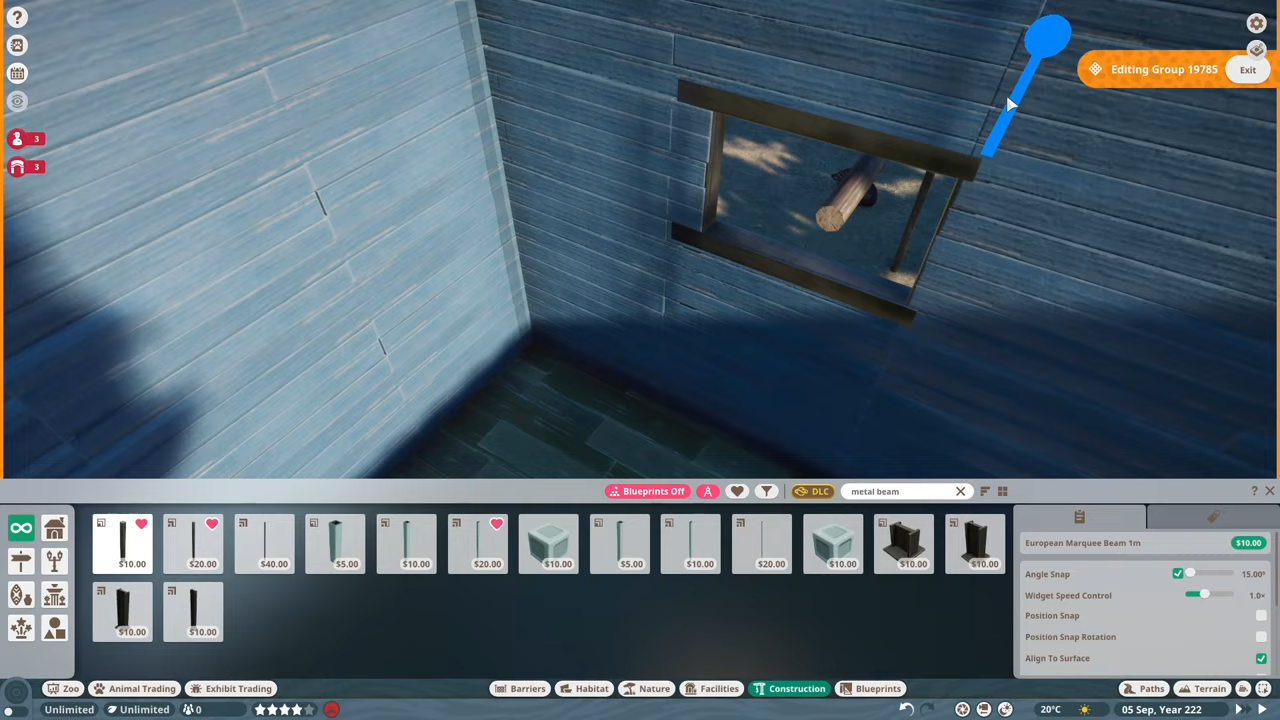 ?
Editing Group 19785
Exit
3
3
Blueprints Off
DLC
metal beam
?
$10.00
$20.00
$40.00
$5.00
$10.00
$20.00
$10.00
$5.00
$10.00
$20.00
$10.00
$10.00
$10.00
$10.00
$10.00
European Marquee Beam 1m
$10.00
Angle Snap
15.00°
Widget Speed Control
1.0×
Position Snap
Position Snap Rotation
Align To Surface
Zoo
Animal Trading
Exhibit Trading
Barriers
Habitat
Nature
Facilities
Construction
Blueprints
Paths
Terrain
Unlimited
Unlimited
0
20°C
05 Sep, Year 222